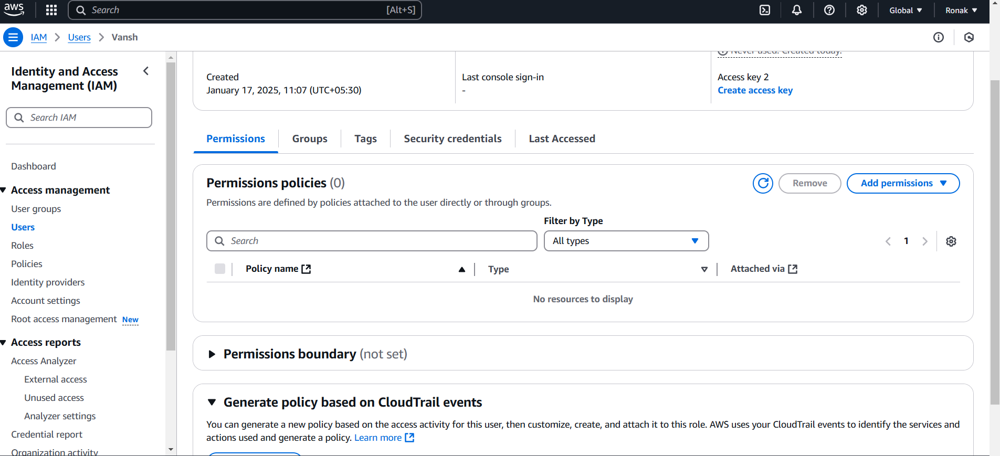 aws
Search [Alt+S] Global Ronak
IAM Users Vansh
Identity and Access
Management (IAM)
Search IAM
Dashboard
Access management
User groups
Users
Roles
Policies
Identity providers
Account settings
Root access management New
Access reports
Access Analyzer
External access
Unused access
Analyzer settings
Credential report
Organization activity
Never used. Created today.
Created
January 17, 2025, 11:07 (UTC+05:30)
Last console sign-in
-
Access key 2
Create access key
Permissions Groups Tags Security credentials Last Accessed
Permissions policies (0)
Remove Add permissions
Permissions are defined by policies attached to the user directly or through groups.
Filter by Type
Search All types 1
Policy name Type Attached via
No resources to display
Permissions boundary (not set)
Generate policy based on CloudTrail events
You can generate a new policy based on the access activity for this user, then customize, create, and attach it to this role. AWS uses your CloudTrail events to identify the services and
actions used and generate a policy. Learn more